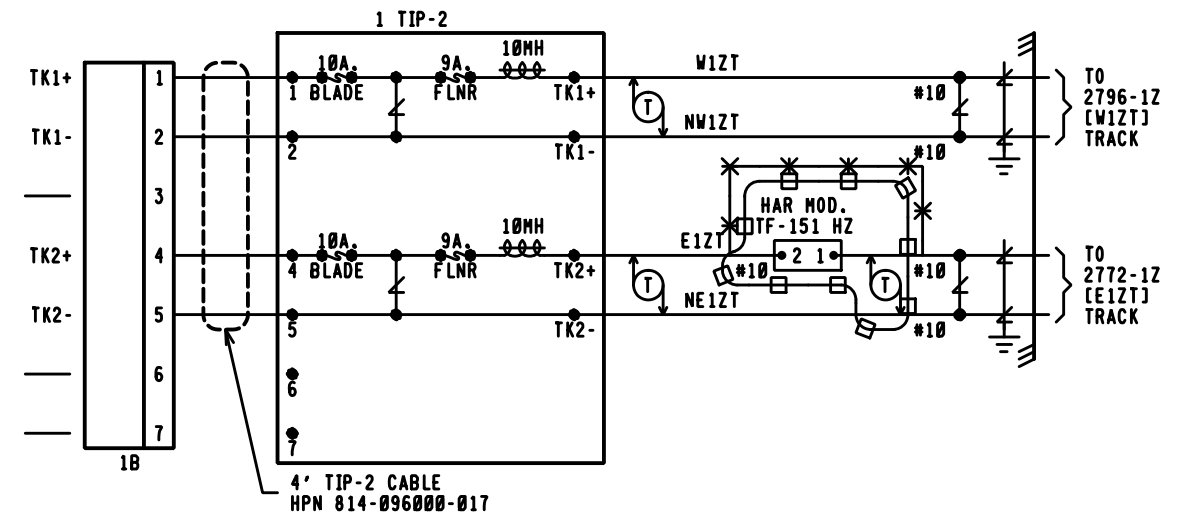 1 TIP-2
TK1+
1
10A.
1 BLADE
9A.
FLNR
10MH
TK1+
W1ZT
#10
TO
2796-1Z
[W1ZT]
TRACK
TK1-
2
2
TK1-
T
NW1ZT
#10
3
HAR MOD.
TF-151 HZ
TK2+
4
10A.
4 BLADE
9A.
FLNR
10MH
TK2+
E1ZT
2 1
#10
#10
TO
2772-1Z
[E1ZT]
TRACK
TK2-
5
5
TK2-
T
NE1ZT
T
#10
6
6
7
7
1B
4' TIP-2 CABLE
HPN 814-096000-017